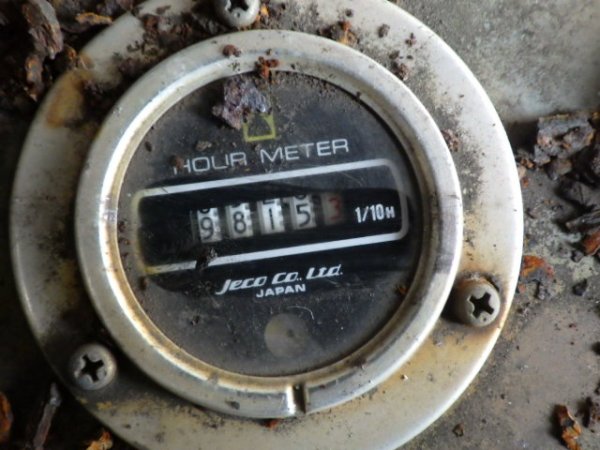 HOUR METER
98153 1/10H
Jeco Co., Ltd.
JAPAN